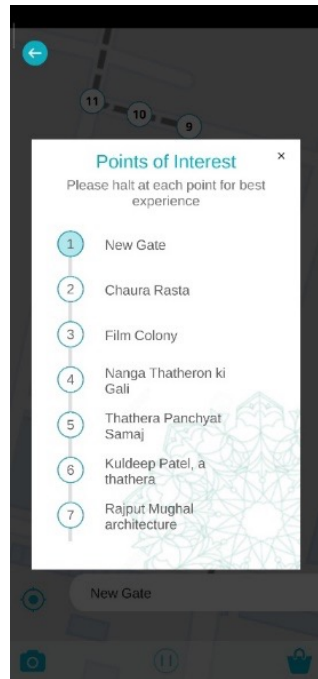 11
10
9
×
Points of Interest
Please halt at each point for best
experience
1 New Gate
2 Chaura Rasta
3 Film Colony
4 Nanga Thatheron ki
Gali
5 Thathera Panchyat
Samaj
6 Kuldeep Patel, a
thathera
7 Rajput Mughal
architecture
New Gate